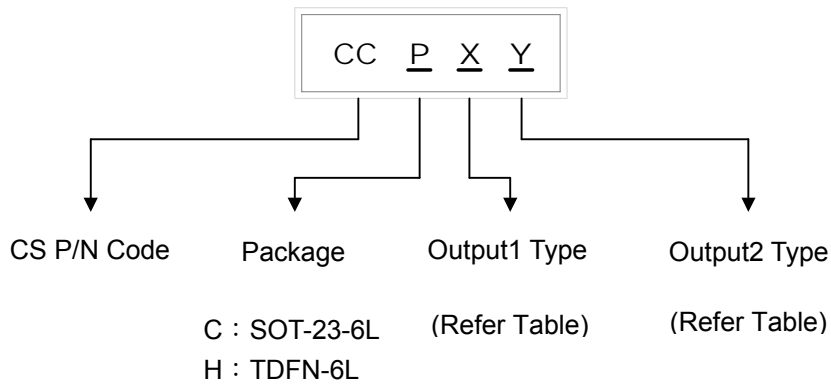 CC P X Y
CS P/N Code
Package
Output1 Type
Output2 Type
(Refer Table)
(Refer Table)
C：SOT-23-6L
H：TDFN-6L